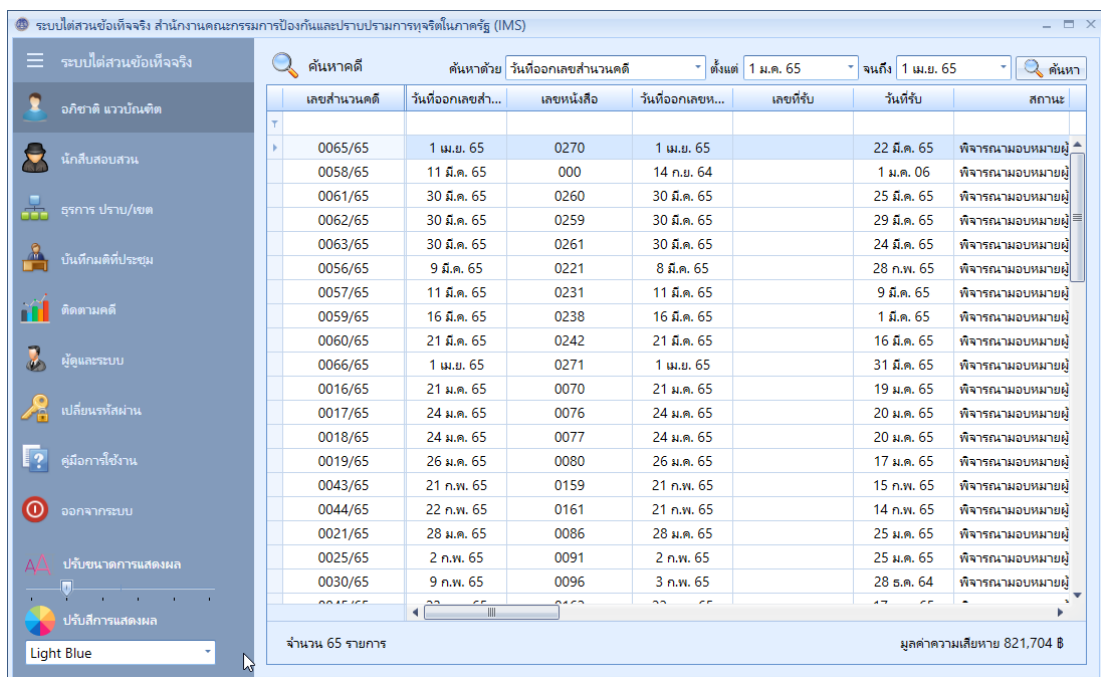 ระบบไต่สวนข้อเท็จจริง สำนักงานคณะกรรมการป้องกันและปราบปรามการทุจริตในภาครัฐ (IMS)
ระบบไต่สวนข้อเท็จจริง
อภิชาติ แววบัณฑิต
นักสืบสอบสวน
ธุรการ ปราบ/เขต
บันทึกมติที่ประชุม
ติดตามคดี
ผู้ดูแลระบบ
เปลี่ยนรหัสผ่าน
คู่มือการใช้งาน
ออกจากระบบ
ปรับขนาดการแสดงผล
ปรับสีการแสดงผล
Light Blue
ค้นหาคดี ค้นหาด้วย วันที่ออกเลขสำนวนคดี ตั้งแต่ 1 ม.ค. 65 จนถึง 1 เม.ย. 65 ค้นหา
เลขสำนวนคดี วันที่ออกเลขสำ... เลขหนังสือ วันที่ออกเลขห... เลขที่รับ วันที่รับ สถานะ
0065/65 1 เม.ย. 65 0270 1 เม.ย. 65 22 มี.ค. 65 พิจารณามอบหมายผู้
0058/65 11 มี.ค. 65 000 14 ก.ย. 64 1 ม.ค. 06 พิจารณามอบหมายผู้
0061/65 30 มี.ค. 65 0260 30 มี.ค. 65 25 มี.ค. 65 พิจารณามอบหมายผู้
0062/65 30 มี.ค. 65 0259 30 มี.ค. 65 29 มี.ค. 65 พิจารณามอบหมายผู้
0063/65 30 มี.ค. 65 0261 30 มี.ค. 65 24 มี.ค. 65 พิจารณามอบหมายผู้
0056/65 9 มี.ค. 65 0221 8 มี.ค. 65 28 ก.พ. 65 พิจารณามอบหมายผู้
0057/65 11 มี.ค. 65 0231 11 มี.ค. 65 9 มี.ค. 65 พิจารณามอบหมายผู้
0059/65 16 มี.ค. 65 0238 16 มี.ค. 65 1 มี.ค. 65 พิจารณามอบหมายผู้
0060/65 21 มี.ค. 65 0242 21 มี.ค. 65 16 มี.ค. 65 พิจารณามอบหมายผู้
0066/65 1 เม.ย. 65 0271 1 เม.ย. 65 31 มี.ค. 65 พิจารณามอบหมายผู้
0016/65 21 ม.ค. 65 0070 21 ม.ค. 65 19 ม.ค. 65 พิจารณามอบหมายผู้
0017/65 24 ม.ค. 65 0076 24 ม.ค. 65 20 ม.ค. 65 พิจารณามอบหมายผู้
0018/65 24 ม.ค. 65 0077 24 ม.ค. 65 20 ม.ค. 65 พิจารณามอบหมายผู้
0019/65 26 ม.ค. 65 0080 26 ม.ค. 65 17 ม.ค. 65 พิจารณามอบหมายผู้
0043/65 21 ก.พ. 65 0159 21 ก.พ. 65 15 ก.พ. 65 พิจารณามอบหมายผู้
0044/65 22 ก.พ. 65 0161 21 ก.พ. 65 14 ก.พ. 65 พิจารณามอบหมายผู้
0021/65 28 ม.ค. 65 0086 28 ม.ค. 65 25 ม.ค. 65 พิจารณามอบหมายผู้
0025/65 2 ก.พ. 65 0091 2 ก.พ. 65 25 ม.ค. 65 พิจารณามอบหมายผู้
0030/65 9 ก.พ. 65 0096 3 ก.พ. 65 28 ธ.ค. 64 พิจารณามอบหมายผู้
จำนวน 65 รายการ มูลค่าความเสียหาย 821,704 ฿